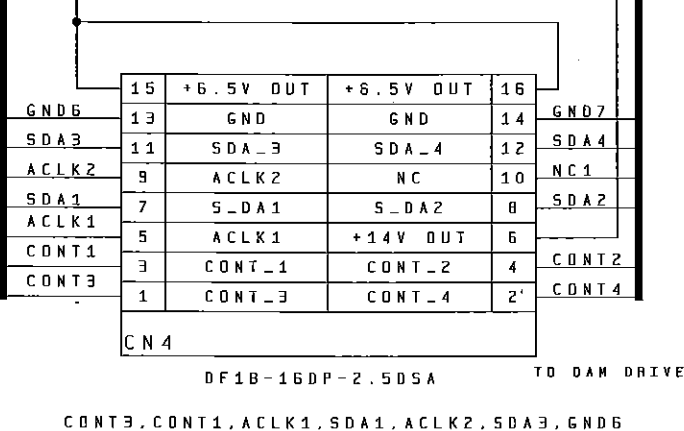 15 +6.5V OUT +6.5V OUT 16
GND6 13 GND GND 14 GND7
SDA3 11 SDA_3 SDA_4 12 SDA4
ACLK2 9 ACLK2 NC 10 NC1
SDA1 7 S_DA1 S_DA2 8 SDA2
ACLK1 5 ACLK1 +14V OUT 6
CONT1 3 CONT_1 CONT_2 4 CONT2
CONT3 1 CONT_3 CONT_4 2 CONT4
CN4
DF1B-16DP-2.5DSA
TO DAM DRIVE
CONT3,CONT1,ACLK1,SDA1,ACLK2,SDA3,GND6